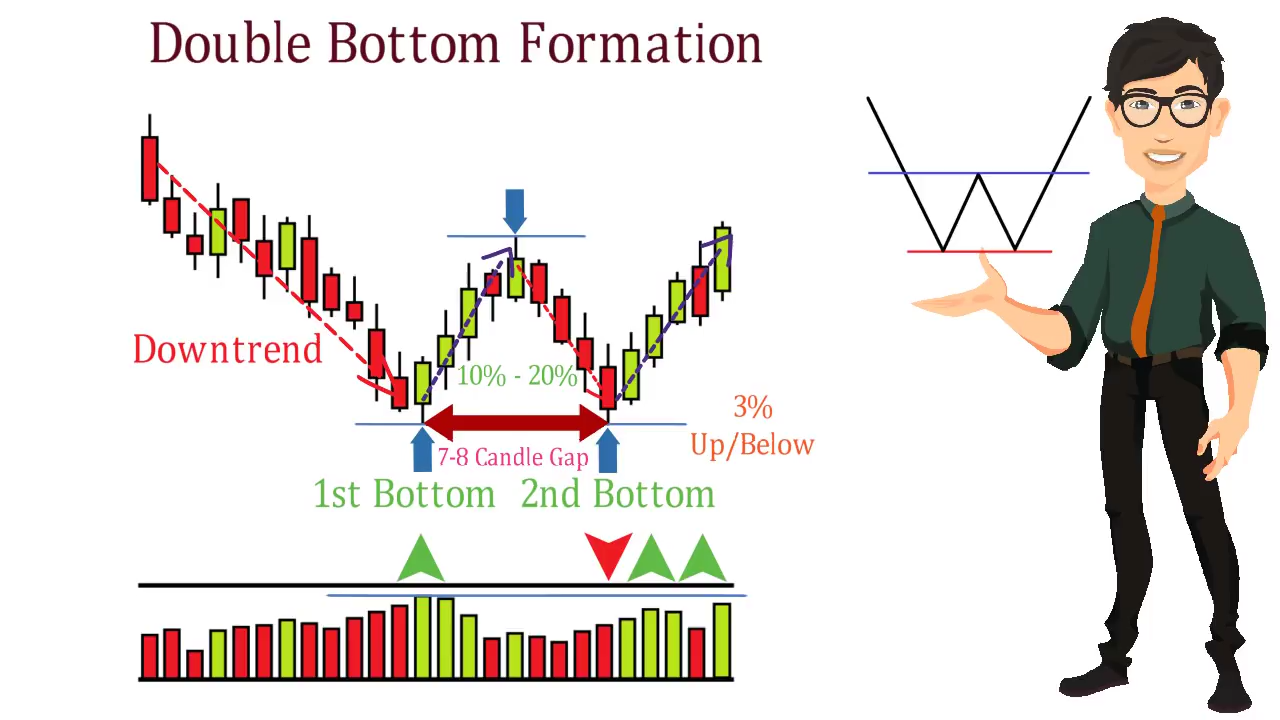 Double Bottom Formation
Downtrend
10% - 20%
3%
Up/Below
7-8 Candle Gap
1st Bottom
2nd Bottom